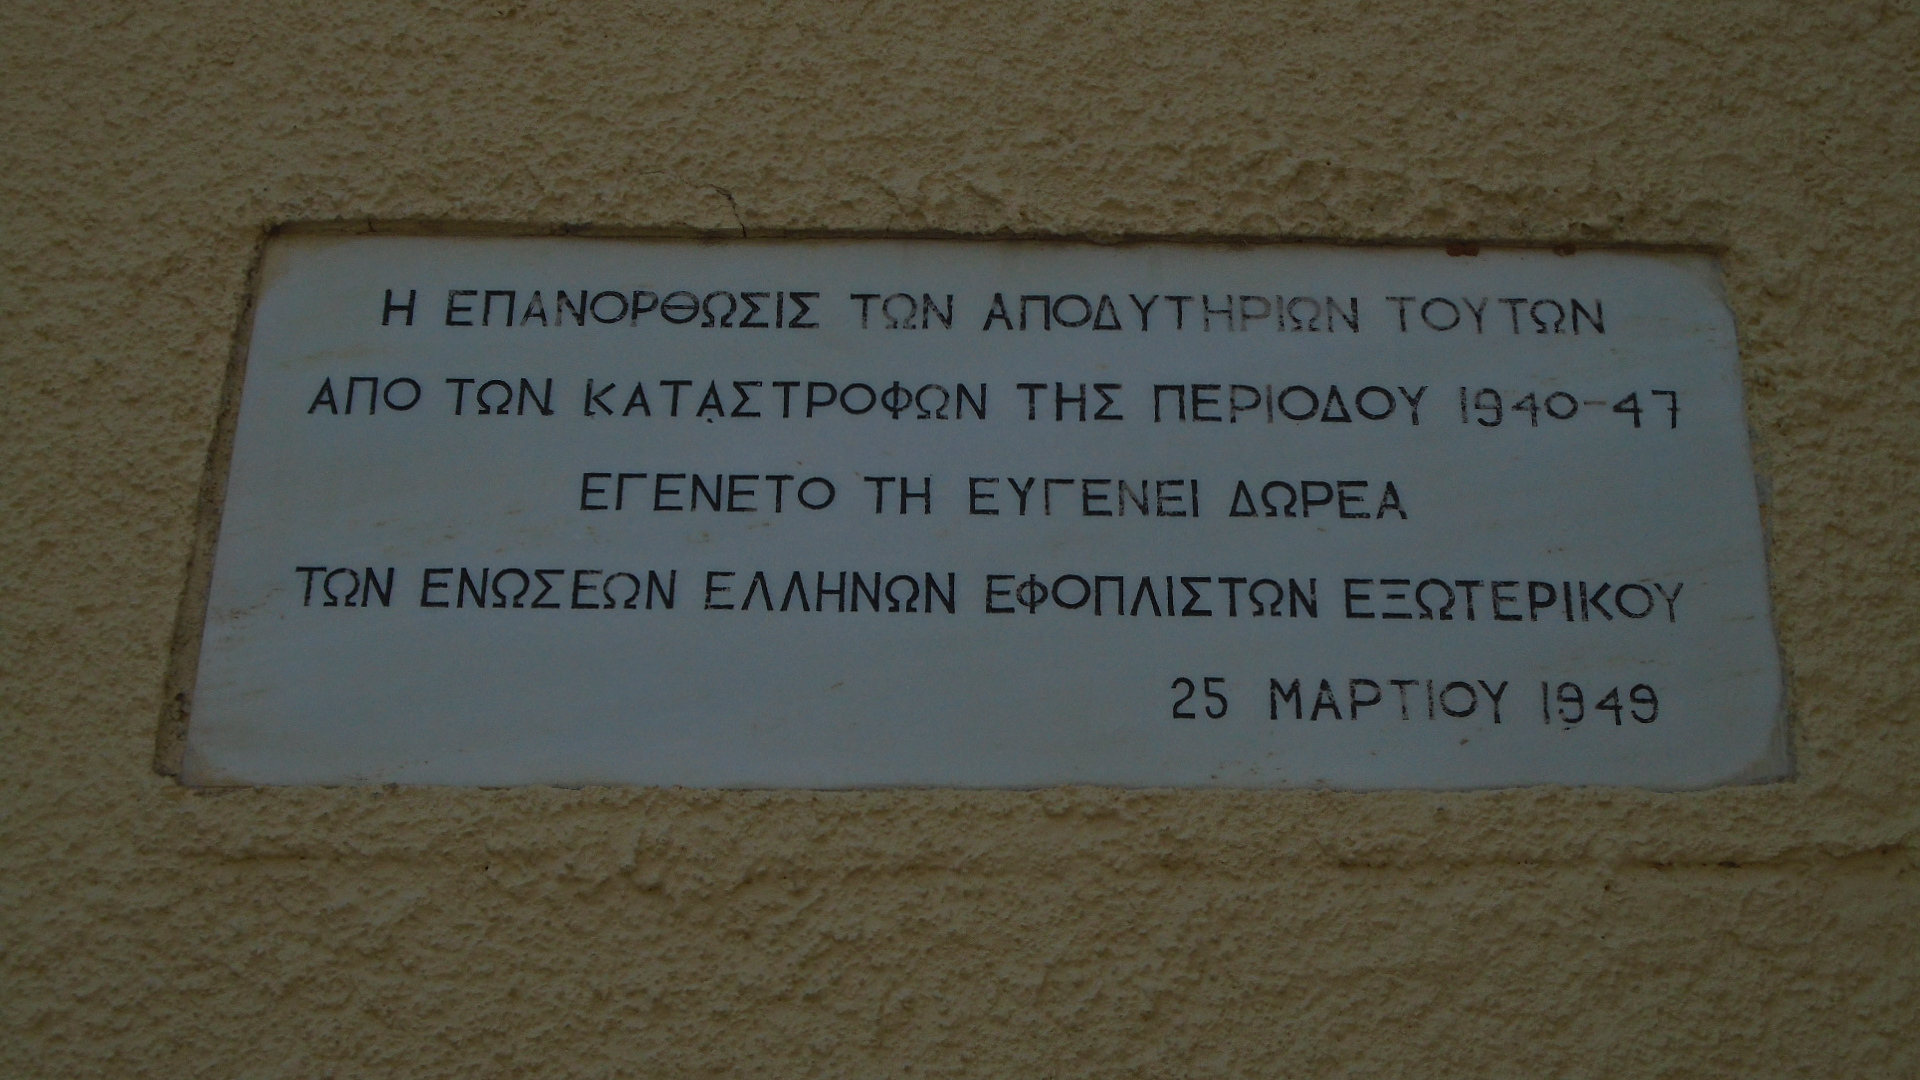 Η ΕΠΑΝΟΡΘΩΣΙΣ ΤΩΝ ΑΠΟΔΥΤΗΡΙΩΝ ΤΟΥΤΩΝ
ΑΠΟ ΤΩΝ ΚΑΤΑΣΤΡΟΦΩΝ ΤΗΣ ΠΕΡΙΟΔΟΥ 1940-47
ΕΓΕΝΕΤΟ ΤΗ ΕΥΓΕΝΕΙ ΔΩΡΕΑ
ΤΩΝ ΕΝΩΣΕΩΝ ΕΛΛΗΝΩΝ ΕΦΟΠΛΙΣΤΩΝ ΕΞΩΤΕΡΙΚΟΥ
25 ΜΑΡΤΙΟΥ 1949